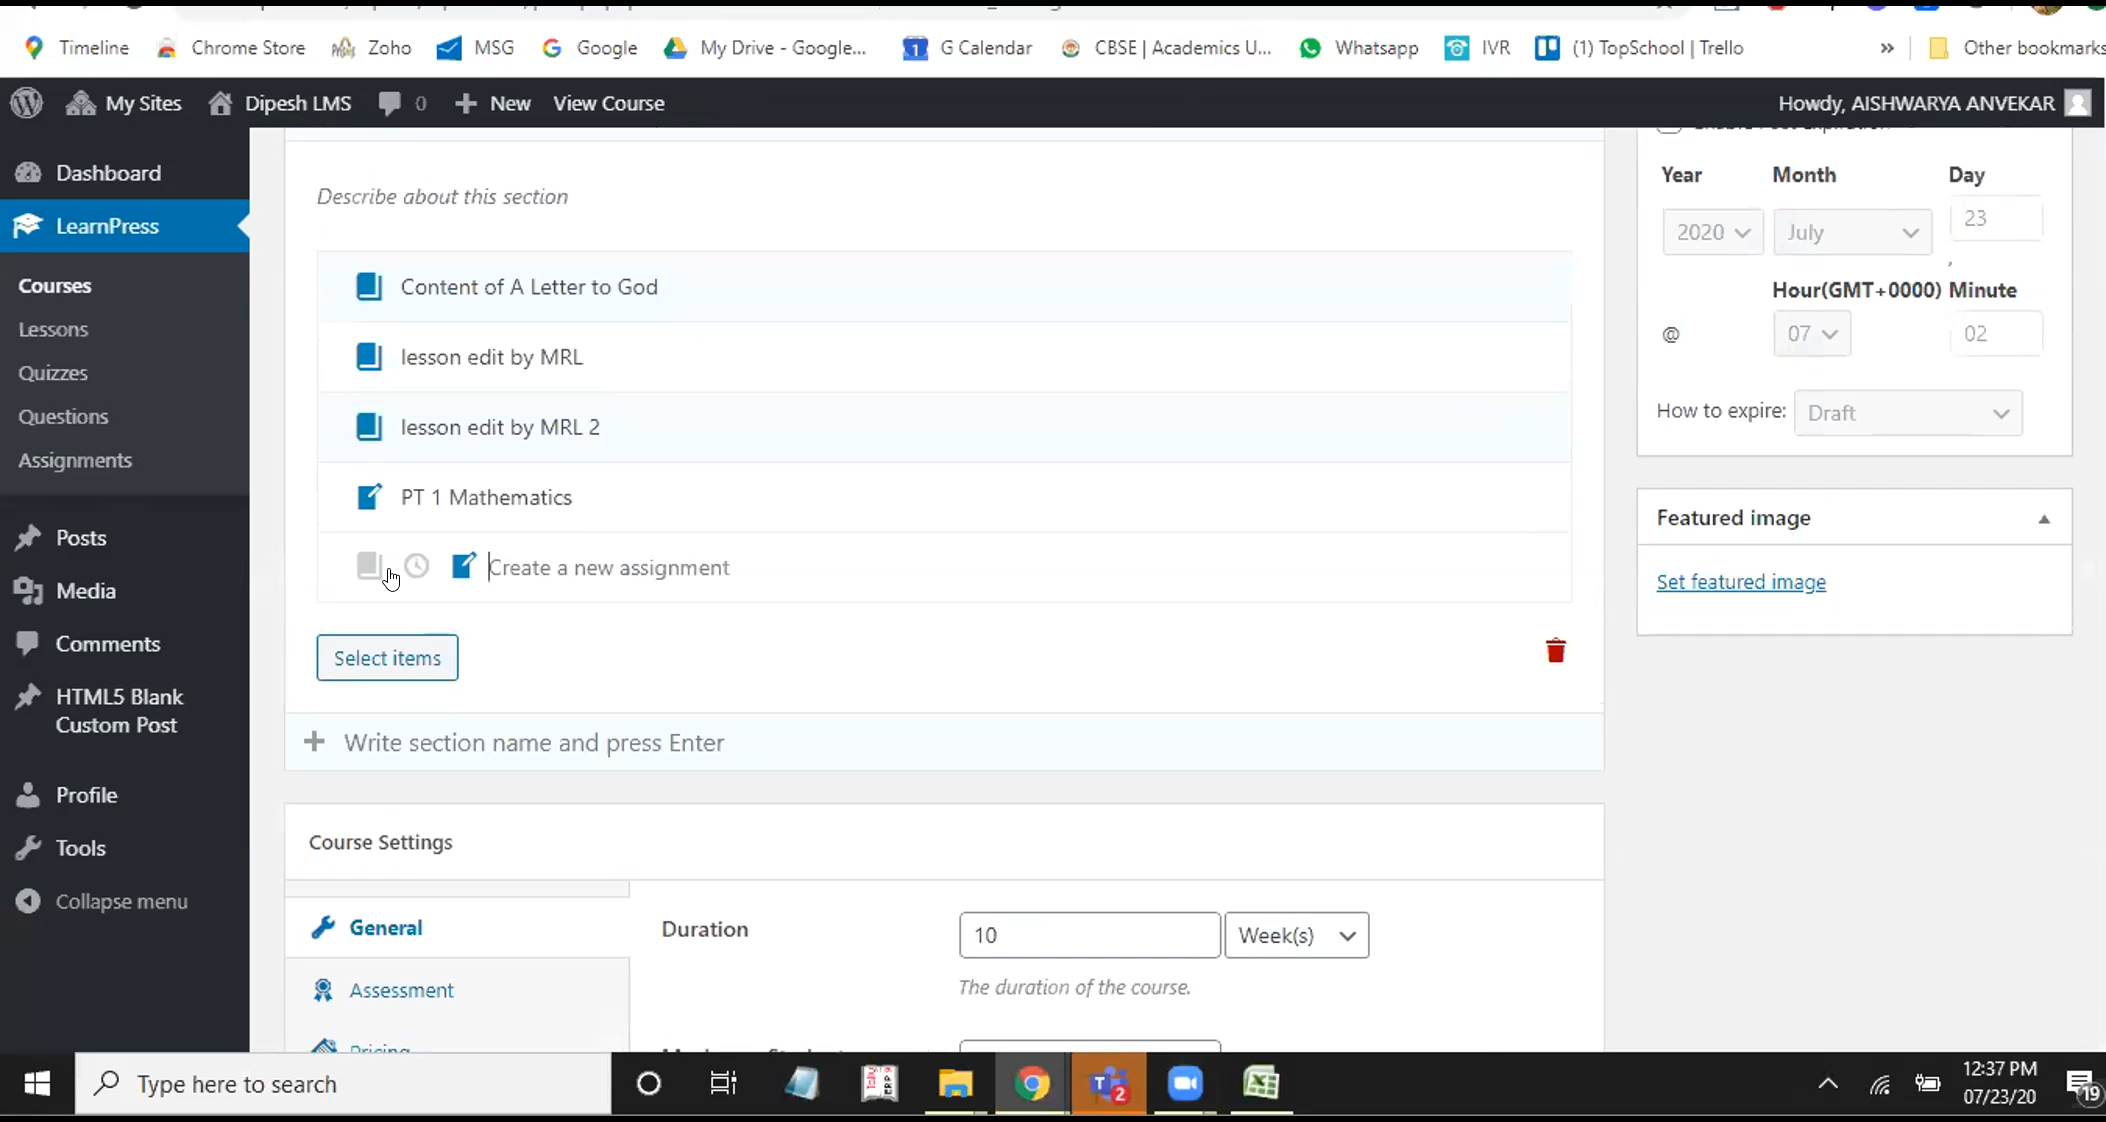 Timeline
Chrome Store
Zoho
MSG
Google
My Drive - Google...
1 G Calendar
CBSE | Academics U...
Whatsapp
IVR
(1) TopSchool | Trello
»
Other bookmarks
My Sites
Dipesh LMS
0
+ New
View Course
Howdy, AISHWARYA ANVEKAR
Dashboard
LearnPress
Courses
Lessons
Quizzes
Questions
Assignments
Posts
Media
Comments
HTML5 Blank
Custom Post
Profile
Tools
Collapse menu
Describe about this section
Content of A Letter to God
lesson edit by MRL
lesson edit by MRL 2
PT 1 Mathematics
Create a new assignment
Select items
+ Write section name and press Enter
Course Settings
General
Assessment
Pricing
Duration
10
Week(s)
The duration of the course.
Year
Month
Day
2020
July
23
,
Hour(GMT+0000) Minute
@
07
02
How to expire:
Draft
Featured image
Set featured image
Type here to search
2
12:37 PM
07/23/20
19